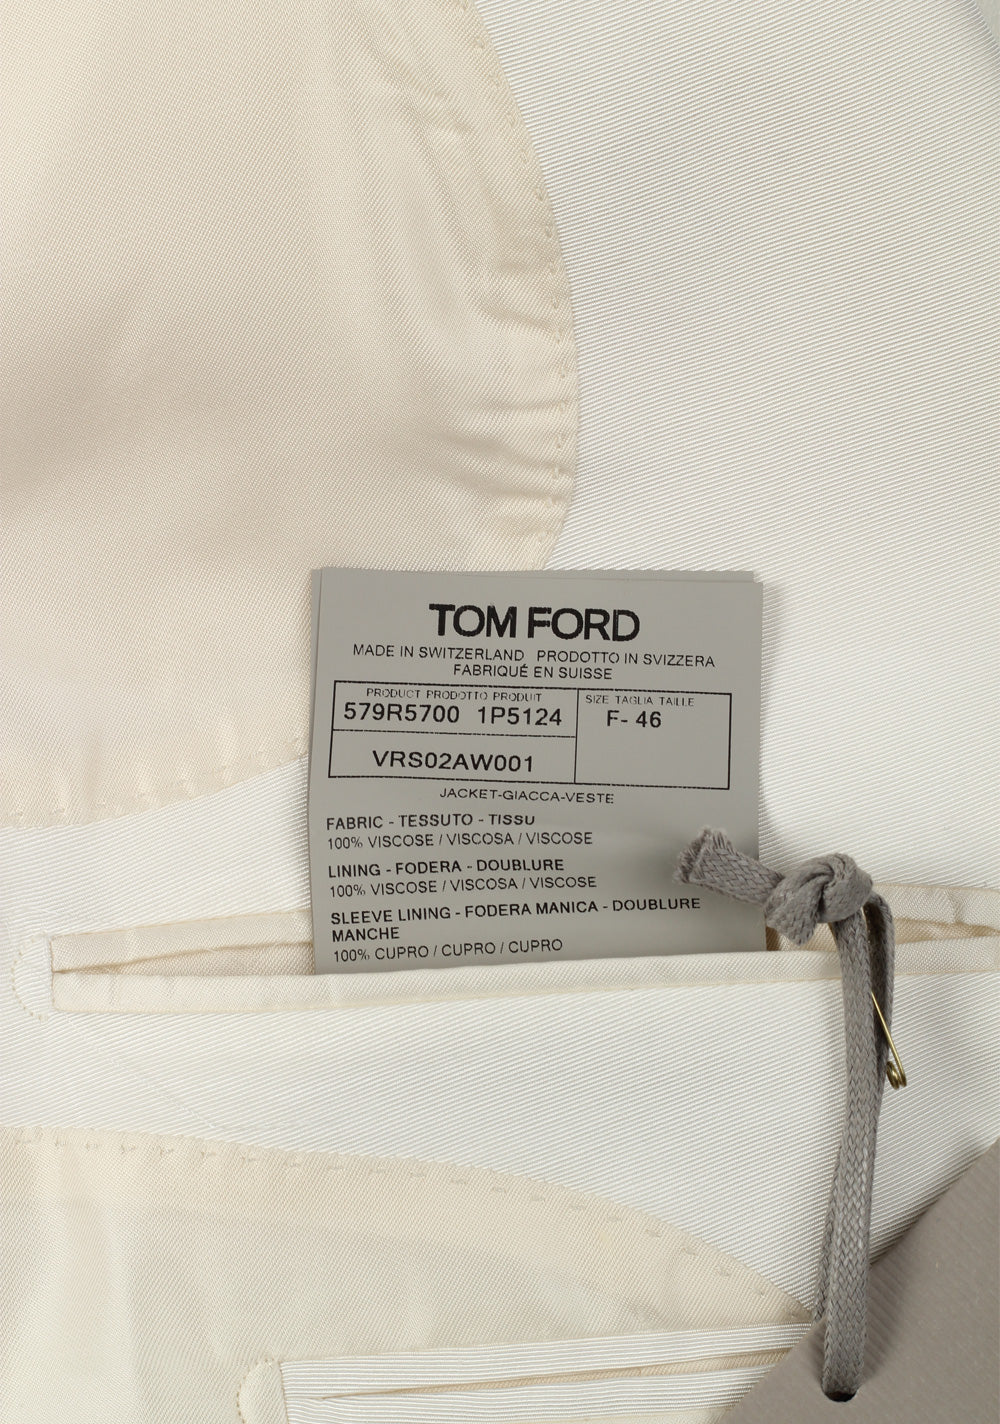 TOM FORD
MADE IN SWITZERLAND PRODOTTO IN SVIZZERA
FABRIQUÉ EN SUISSE
PRODUCT PRODOTTO PRODUIT
579R5700 1P5124
SIZE TAGLIA TAILLE
F- 46
VRS02AW001
JACKET-GIACCA-VESTE
FABRIC - TESSUTO - TISSU
100% VISCOSE / VISCOSA / VISCOSE
LINING - FODERA - DOUBLURE
100% VISCOSE / VISCOSA / VISCOSE
SLEEVE LINING - FODERA MANICA - DOUBLURE
MANCHE
100% CUPRO / CUPRO / CUPRO